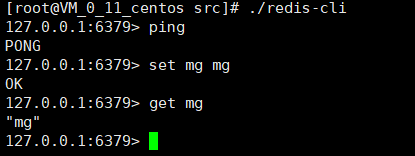 [root@VM_0_11_centos src]# ./redis-cli
127.0.0.1:6379> ping
PONG
127.0.0.1:6379> set mg mg
OK
127.0.0.1:6379> get mg
"mg"
127.0.0.1:6379>